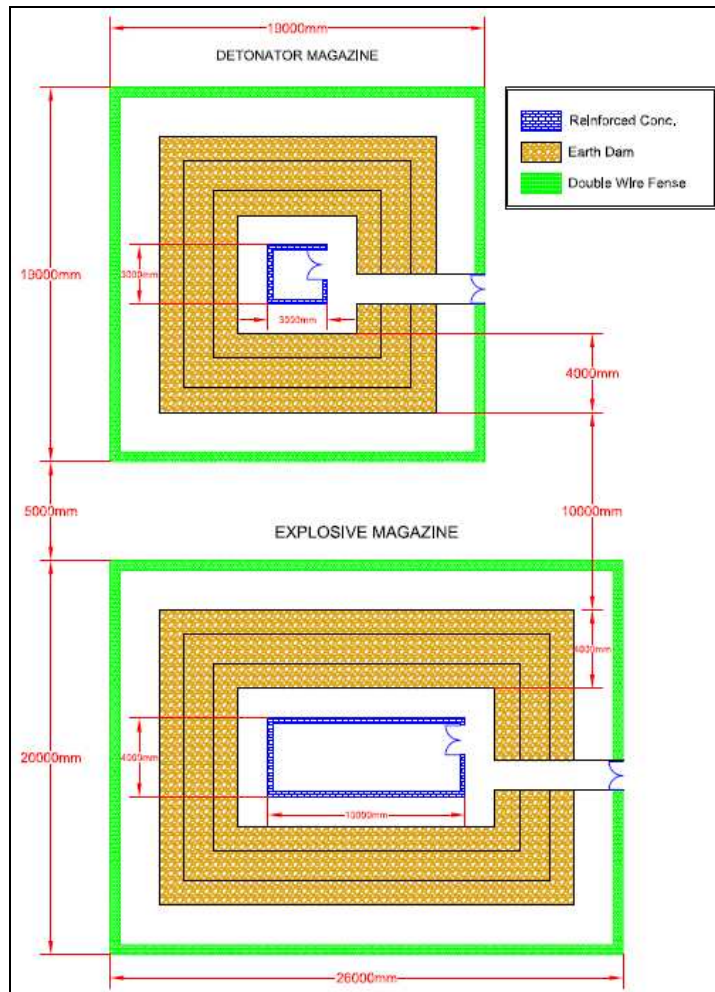 19000mm
DETONATOR MAGAZINE
Reinforced Conc.
Earth Dam
Double Wire Fense
3000mm
19000mm
3000mm
4000mm
5000mm
10000mm
EXPLOSIVE MAGAZINE
4000mm
4000mm
20000mm
10000mm
26000mm